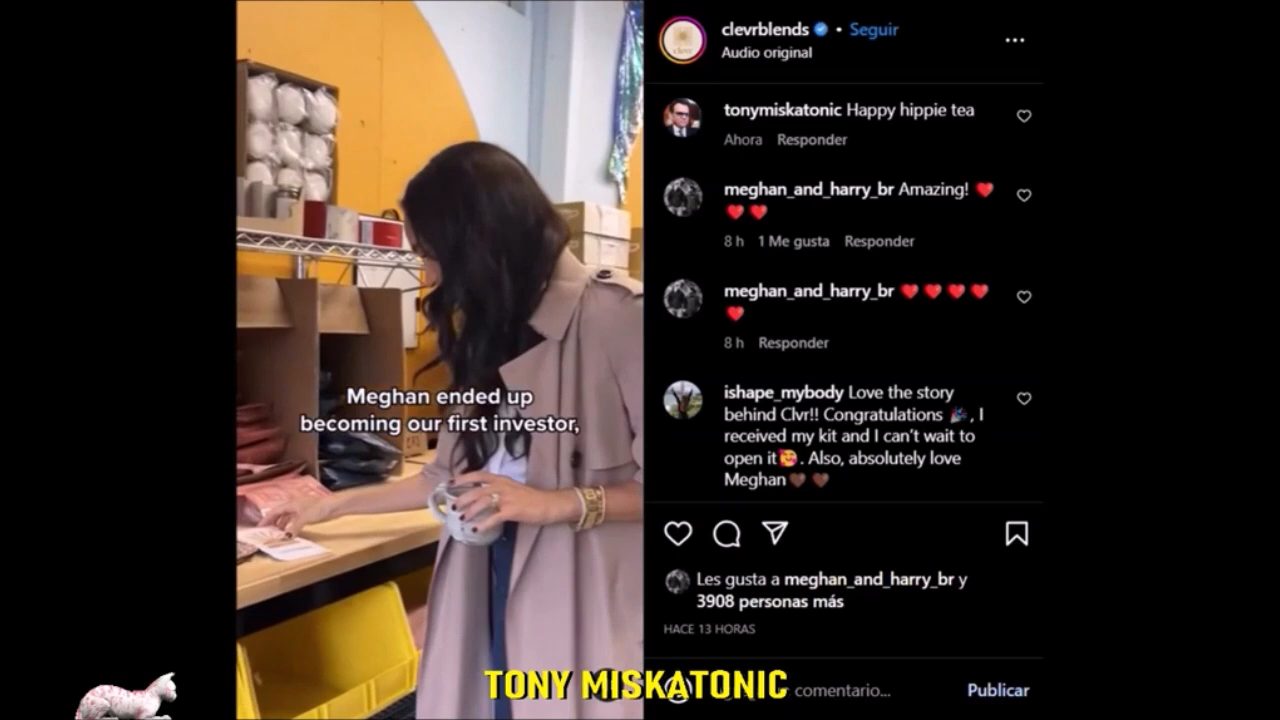 clevrblends • Seguir
Audio original
tonymiskatonic Happy hippie tea
Ahora Responder
meghan_and_harry_br Amazing! ❤️
❤️❤️
8 h 1 Me gusta Responder
meghan_and_harry_br ❤️❤️❤️❤️
❤️
8 h Responder
ishape_mybody Love the story
behind Clvr!! Congratulations 🎉, I
received my kit and I can't wait to
open it🥰. Also, absolutely love
Meghan🤎🤎
Les gusta a meghan_and_harry_br y
3908 personas más
HACE 13 HORAS
comentario...
Publicar
Meghan ended up
becoming our first investor,
TONY MISKATONIC